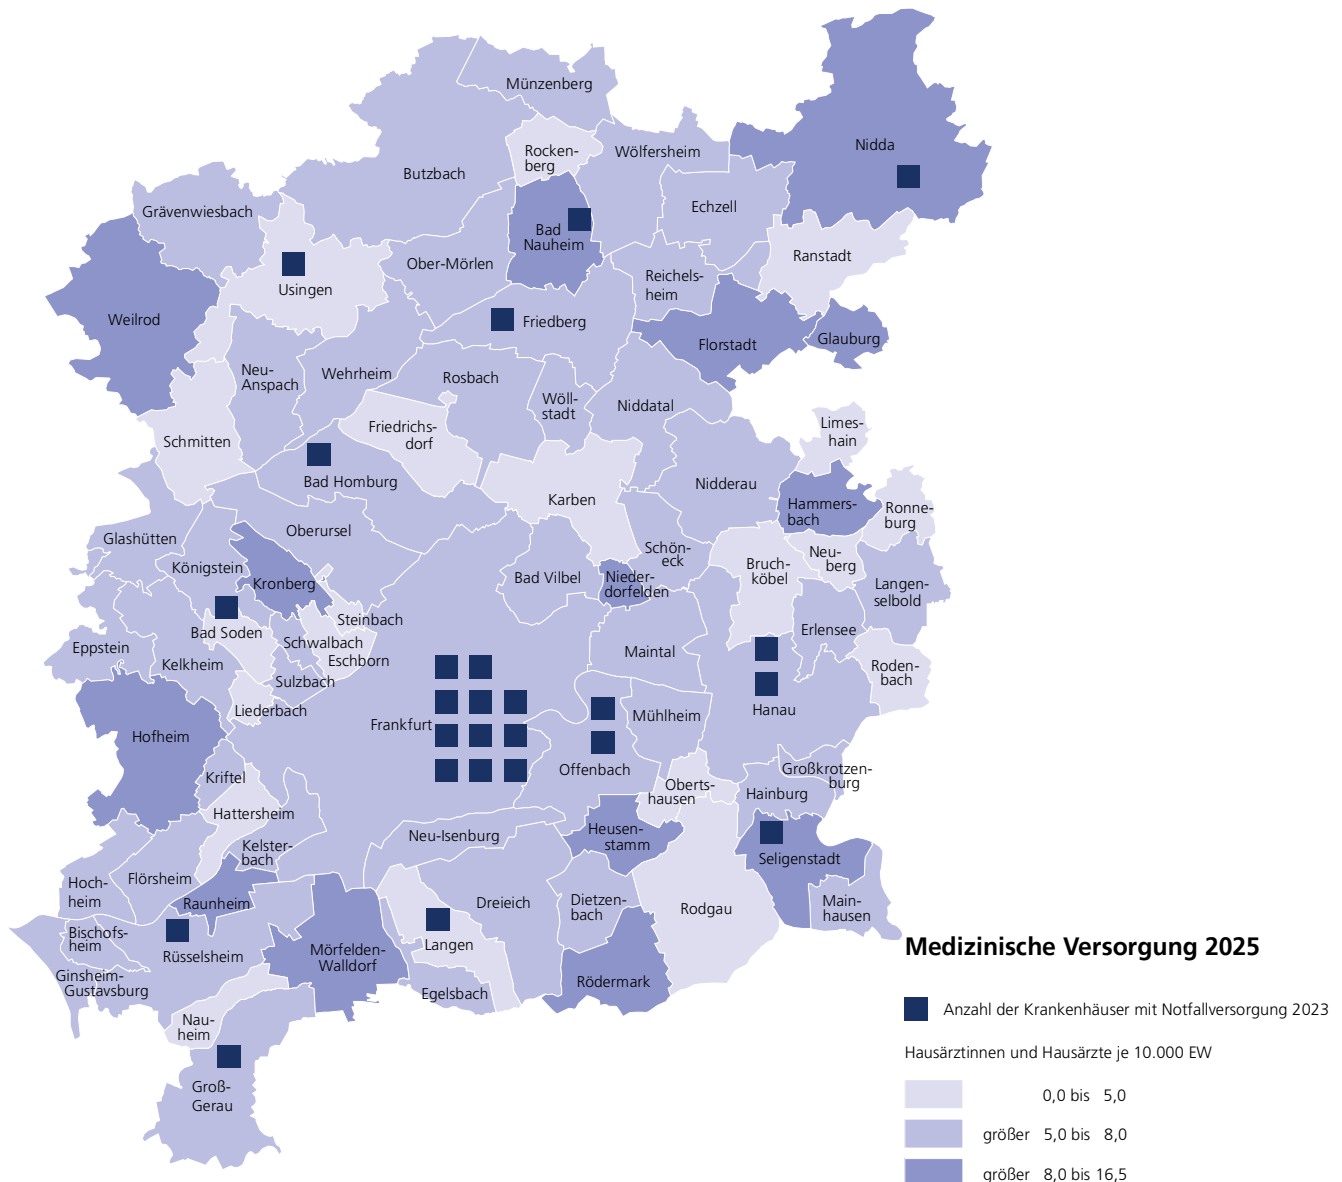 Münzenberg
Rocken-
berg
Wölfersheim
Nidda
Butzbach
Echzell
Grävenwiesbach
Bad
Nauheim
Ober-Mörlen
Ranstadt
Reichels-
heim
Usingen
Weilrod
Friedberg
Florstadt
Glauburg
Neu-
Anspach
Wehrheim
Rosbach
Wöll-
stadt
Niddatal
Schmitten
Friedrichs-
dorf
Limes-
hain
Bad Homburg
Karben
Nidderau
Hammers-
bach
Ronne-
burg
Glashütten
Oberursel
Schön-
eck
Neu-
berg
Königstein
Kronberg
Bad Vilbel
Nieder-
dorfelden
Bruch-
köbel
Langen-
selbold
Steinbach
Bad Soden
Schwalbach
Eschborn
Erlensee
Eppstein
Kelkheim
Maintal
Roden-
bach
Sulzbach
Liederbach
Frankfurt
Mühlheim
Hanau
Hofheim
Offenbach
Kriftel
Oberts-
hausen
Großkrotzen-
burg
Hainburg
Hattersheim
Neu-Isenburg
Heusen-
stamm
Kelster-
bach
Seligenstadt
Hoch-
heim
Flörsheim
Raunheim
Dreieich
Dietzen-
bach
Rodgau
Main-
hausen
Bischofs-
heim
Rüsselsheim
Mörfelden-
Walldorf
Langen
Ginsheim-
Gustavsburg
Egelsbach
Rödermark
Nau-
heim
Groß-
Gerau
Medizinische Versorgung 2025
Anzahl der Krankenhäuser mit Notfallversorgung 2023
Hausärztinnen und Hausärzte je 10.000 EW
0,0 bis 5,0
größer 5,0 bis 8,0
größer 8,0 bis 16,5